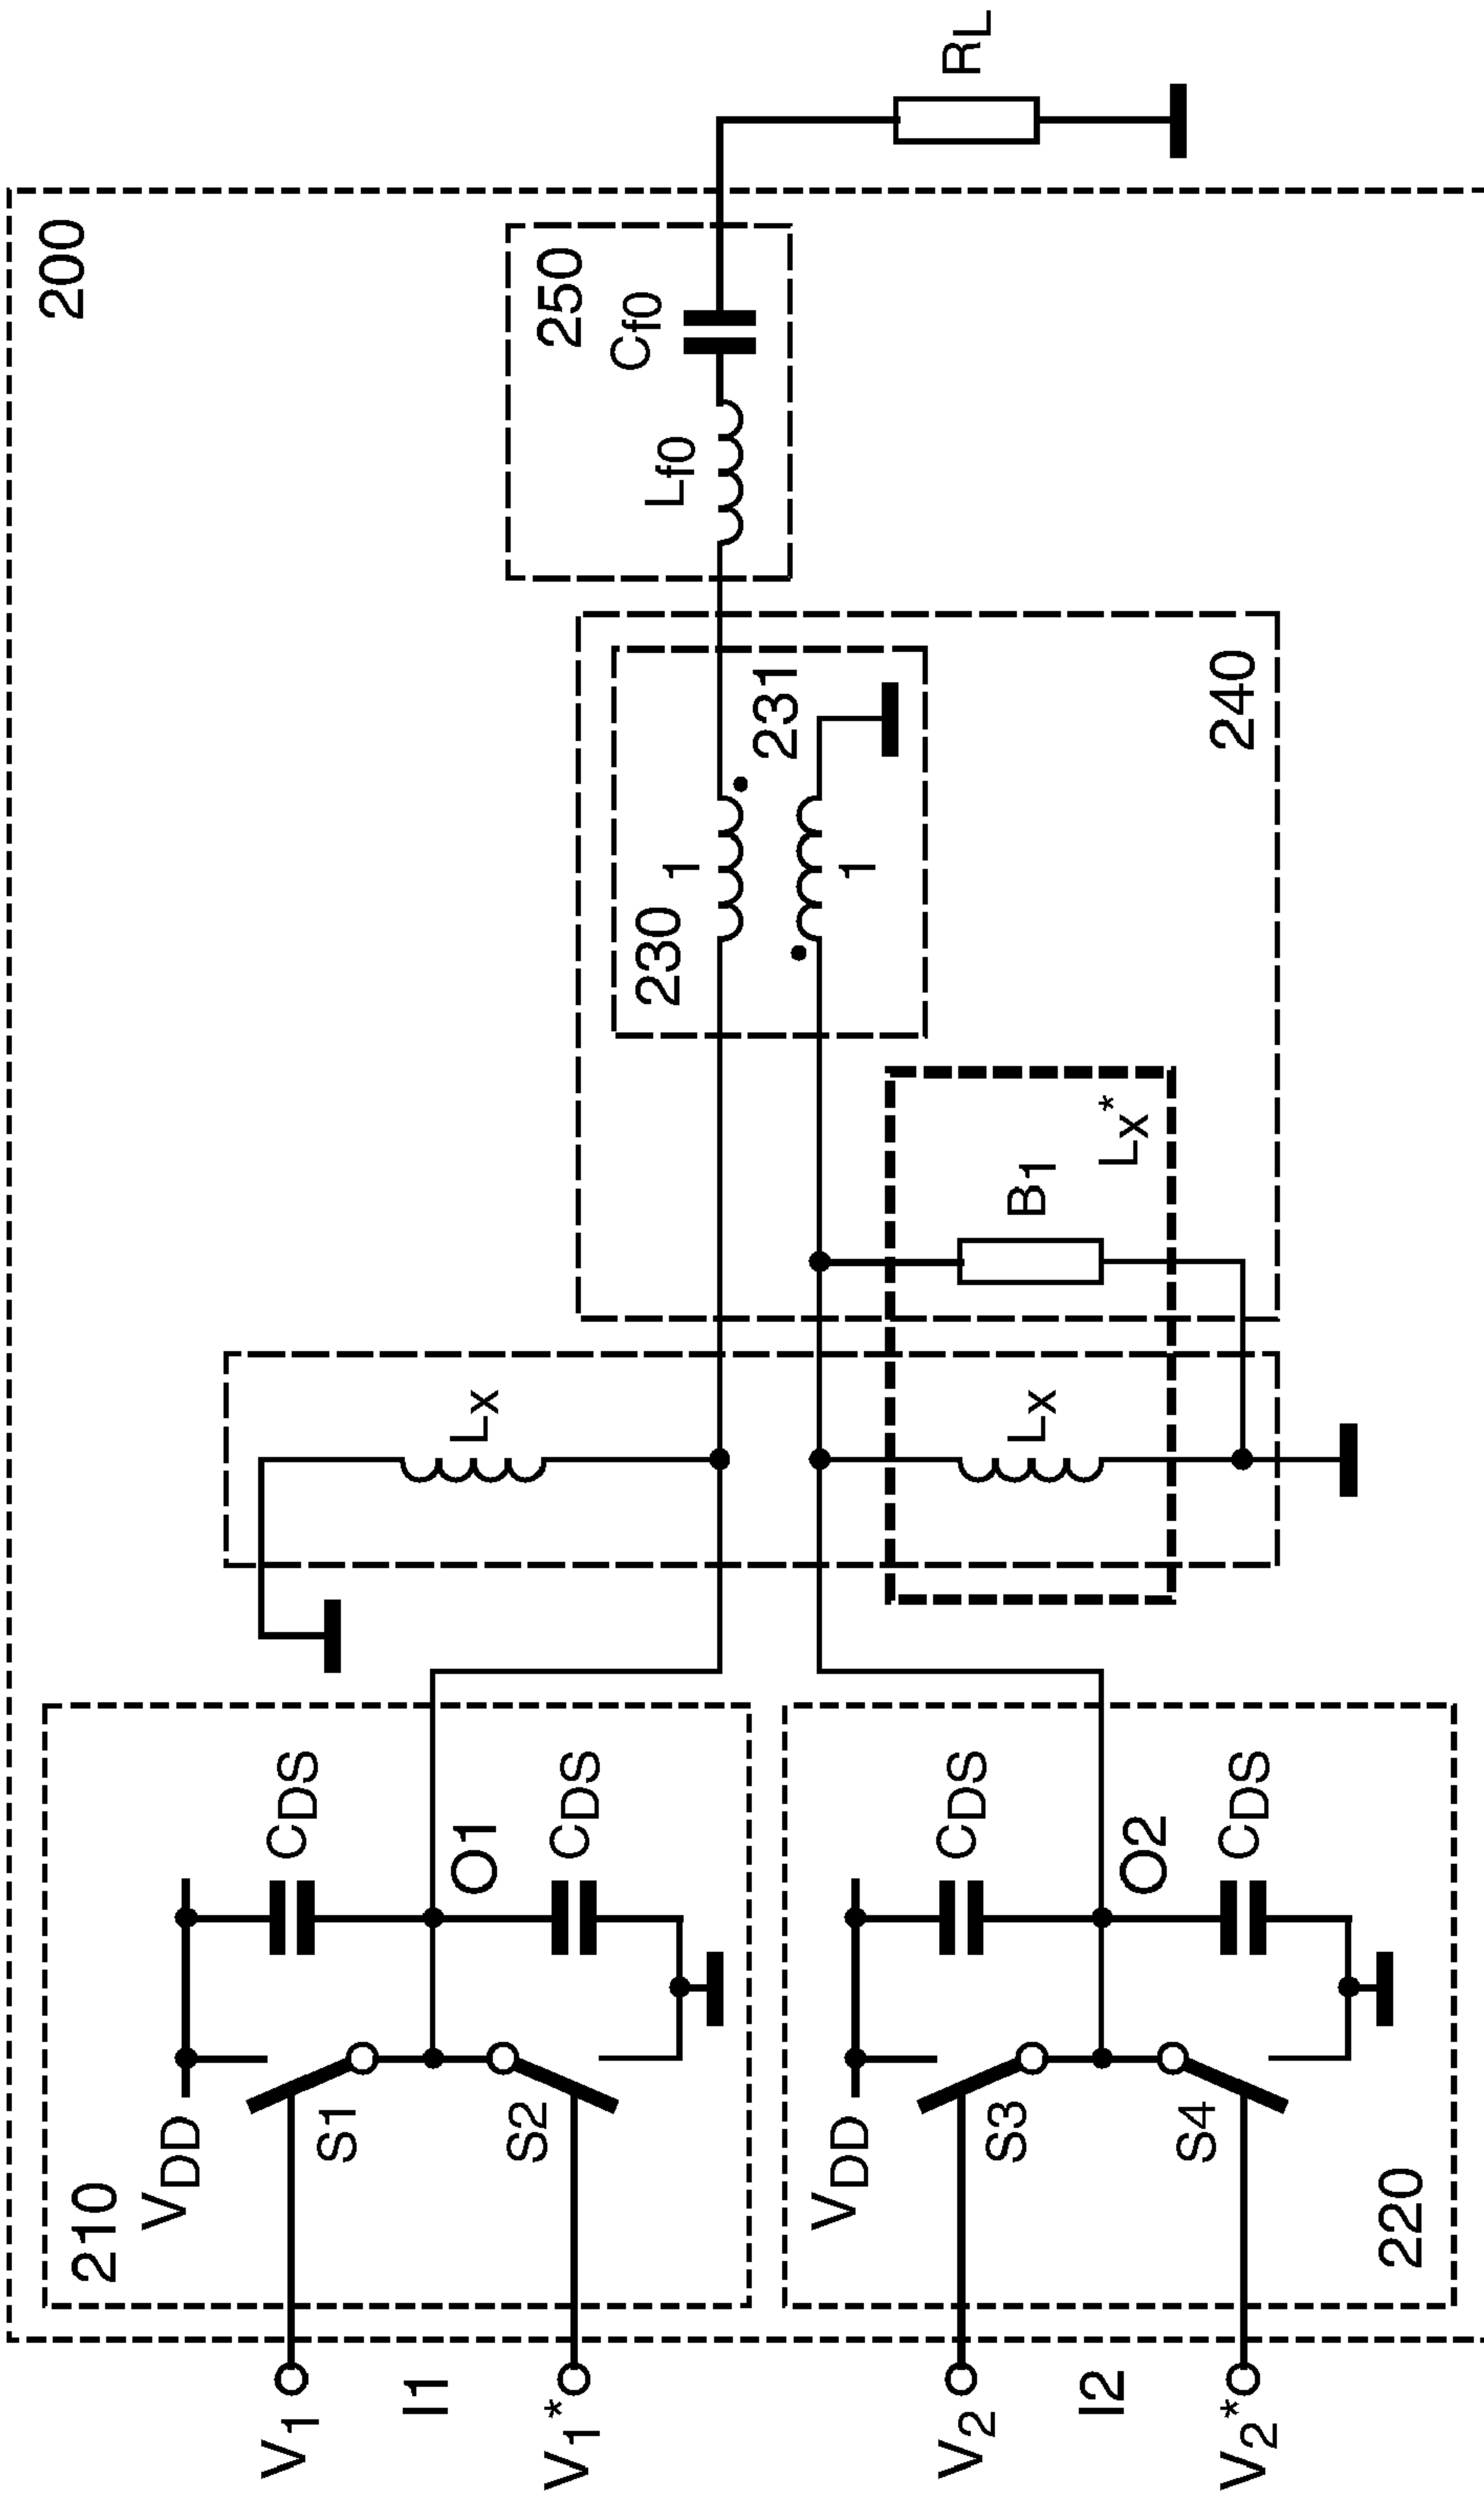 200
250
Cf0
Lf0
RL
230
1
1
231
240
Lx
Lx
B1
Lx*
210
VDD
S1
S2
CDS
O1
CDS
VDD
S3
S4
CDS
O2
CDS
220
V1
I1
V1*
V2
I2
V2*